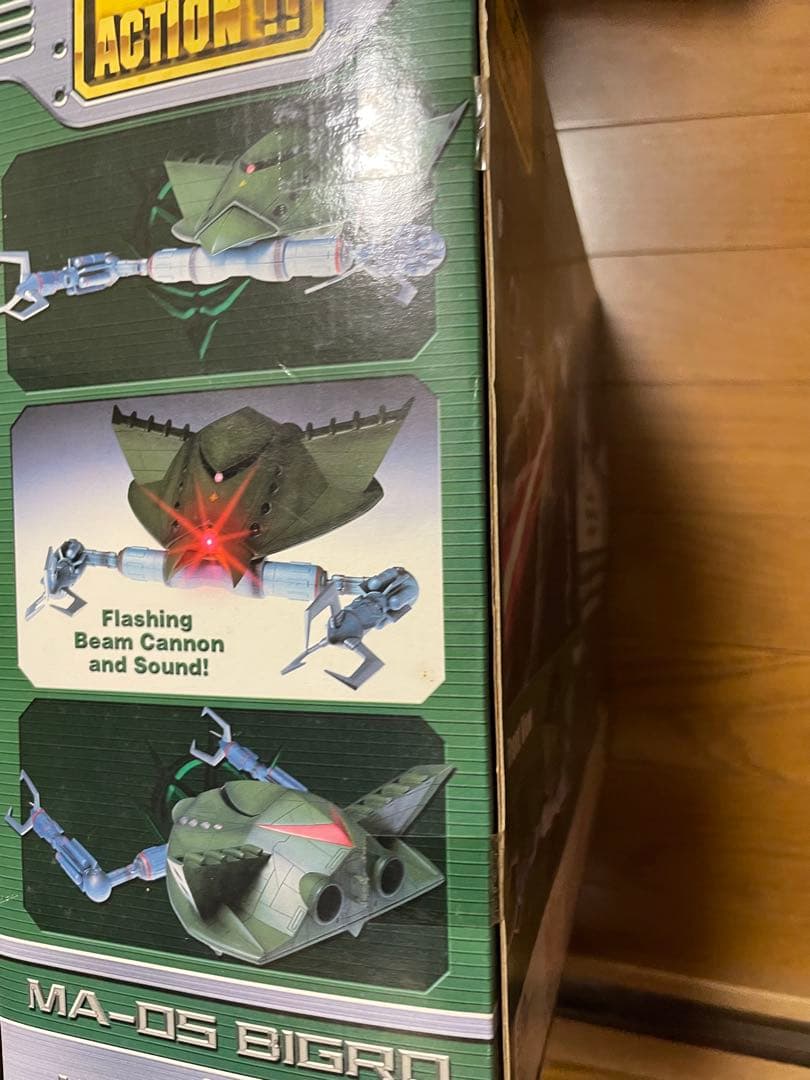 ACTION!!
Flashing
Beam Cannon
and Sound!
MA-05 BIGRO